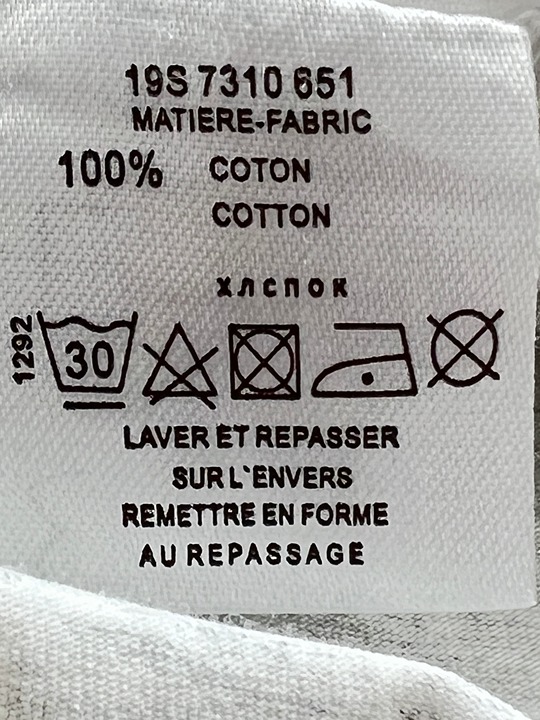 19S 7310 651
MATIERE-FABRIC
100% COTON
COTTON
хлспок
1292
30
LAVER ET REPASSER
SUR L`ENVERS
REMETTRE EN FORME
AU REPASSAGE